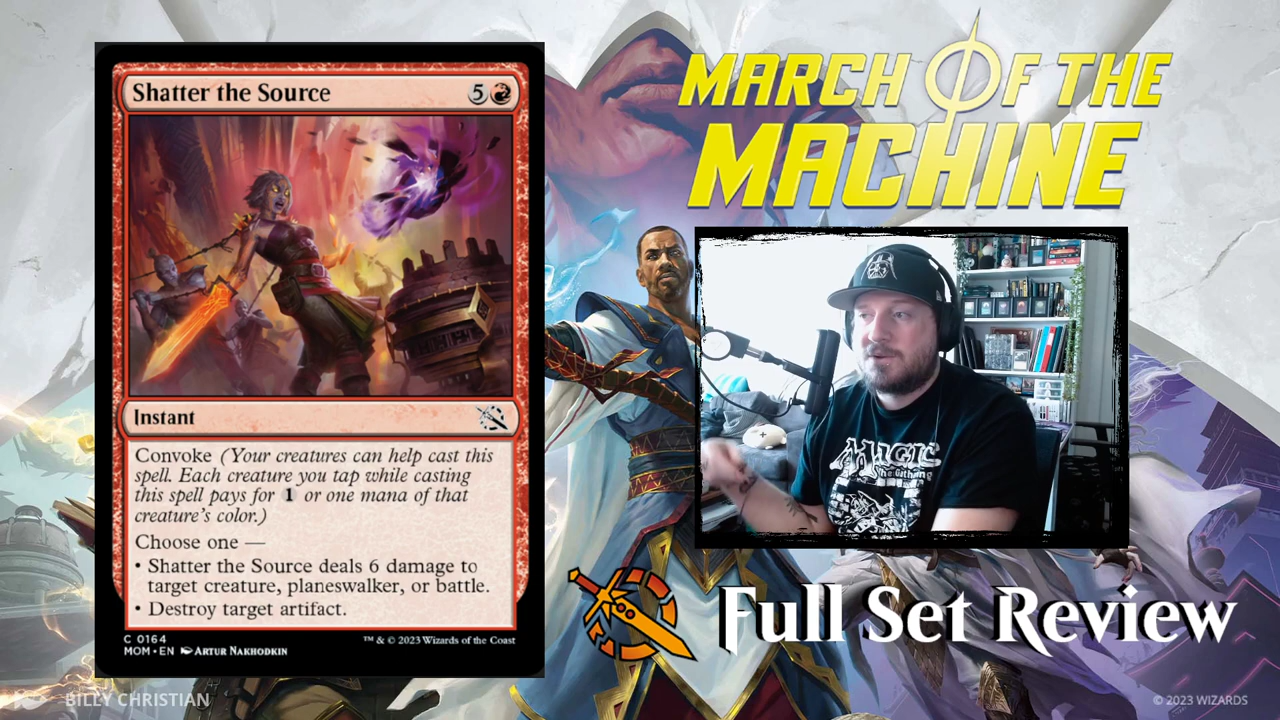 Shatter the Source 5
Instant
Convoke (Your creatures can help cast this
spell. Each creature you tap while casting
this spell pays for 1 or one mana of that
creature's color.)
Choose one —
• Shatter the Source deals 6 damage to
target creature, planeswalker, or battle.
• Destroy target artifact.
C 0164
MOM • EN ARTUR NAKHODKIN
™ & © 2023 Wizards of the Coast
MARCH OF THE
MACHINE
MAGIC
The Gathering
Full Set Review
BILLY CHRISTIAN
© 2023 WIZARDS